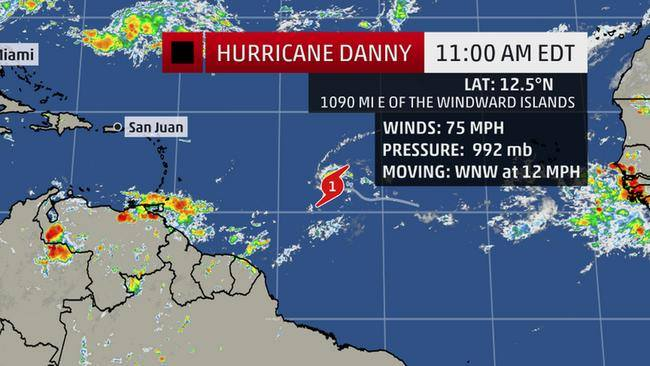 HURRICANE DANNY
11:00 AM EDT
LAT: 12.5°N
1090 MI E OF THE WINDWARD ISLANDS
WINDS: 75 MPH
PRESSURE: 992 mb
MOVING: WNW at 12 MPH
Miami
San Juan
1